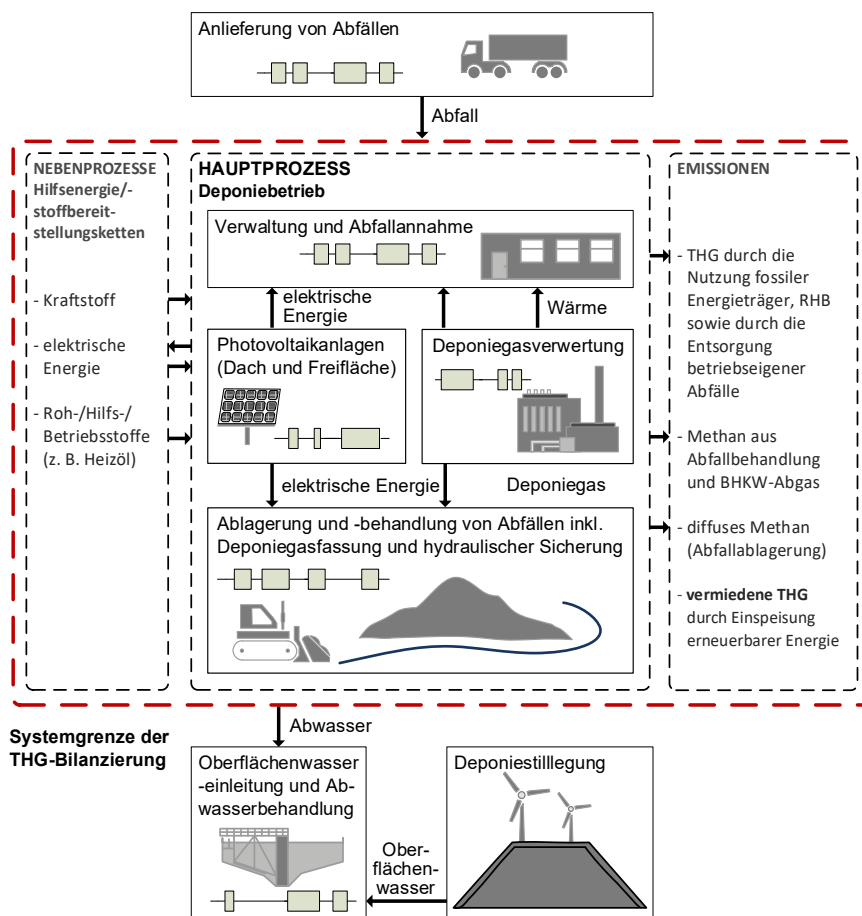 Anlieferung von Abfällen
Abfall
NEBENPROZESSE
Hilfsenergie/-
stoffbereit-
stellungsketten
- Kraftstoff
- elektrische
Energie
- Roh-/Hilfs-/
Betriebsstoffe
(z. B. Heizöl)
HAUPTPROZESS
Deponiebetrieb
Verwaltung und Abfallannahme
elektrische
Energie
Wärme
Photovoltaikanlagen
(Dach und Freifläche)
Deponiegasverwertung
elektrische Energie
Deponiegas
Ablagerung und -behandlung von Abfällen inkl.
Deponiegasfassung und hydraulischer Sicherung
EMISSIONEN
- THG durch die
Nutzung fossiler
Energieträger, RHB
sowie durch die
Entsorgung
betriebseigener
Abfälle
- Methan aus
Abfallbehandlung
und BHKW-Abgas
- diffuses Methan
(Abfallablagerung)
- vermiedene THG
durch Einspeisung
erneuerbarer Energie
Systemgrenze der
THG-Bilanzierung
Abwasser
Oberflächenwasser
-einleitung und Ab-
wasserbehandlung
Ober-
flächen-
wasser
Deponiestilllegung